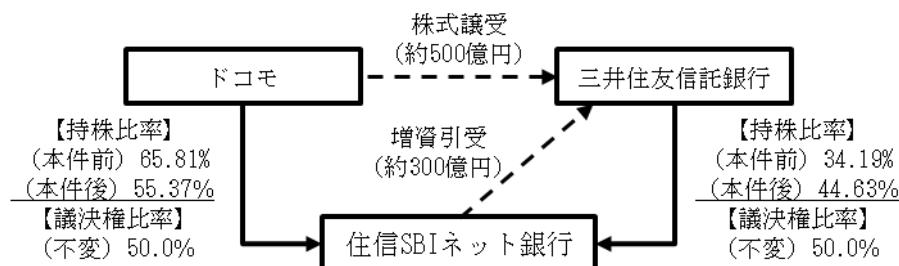 株式譲受
(約500億円)
ドコモ
三井住友信託銀行
【持株比率】
(本件前) 65.81%
(本件後) 55.37%
【議決権比率】
(不変) 50.0%
増資引受
(約300億円)
【持株比率】
(本件前) 34.19%
(本件後) 44.63%
【議決権比率】
(不変) 50.0%
住信SBIネット銀行